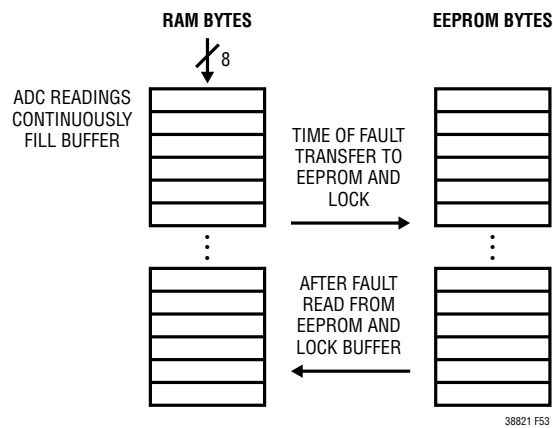 RAM BYTES
EEPROM BYTES
8
ADC READINGS
CONTINUOUSLY
FILL BUFFER
TIME OF FAULT
TRANSFER TO
EEPROM AND
LOCK
AFTER FAULT
READ FROM
EEPROM AND
LOCK BUFFER
38821 F53